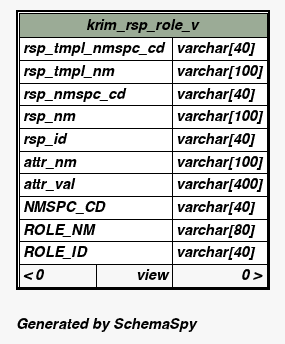 krim_rsp_role_v
rsp_tmpl_nmspc_cd varchar[40]
rsp_tmpl_nm varchar[100]
rsp_nmspc_cd varchar[40]
rsp_nm varchar[100]
rsp_id varchar[40]
attr_nm varchar[100]
attr_val varchar[400]
NMSPC_CD varchar[40]
ROLE_NM varchar[80]
ROLE_ID varchar[40]
< 0 view 0 >
Generated by SchemaSpy